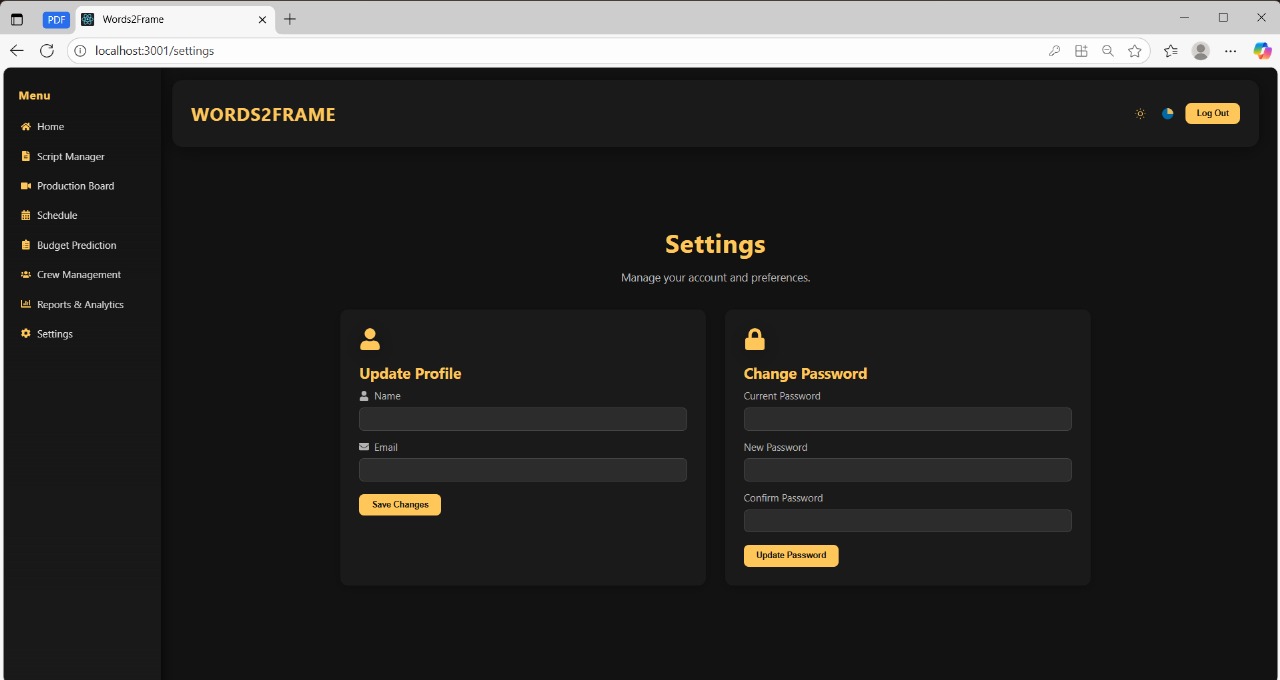 PDF
Words2Frame
localhost:3001/settings
Menu
Home
Script Manager
Production Board
Schedule
Budget Prediction
Crew Management
Reports & Analytics
Settings
WORDS2FRAME
Log Out
Settings
Manage your account and preferences.
Update Profile
Name
Email
Save Changes
Change Password
Current Password
New Password
Confirm Password
Update Password